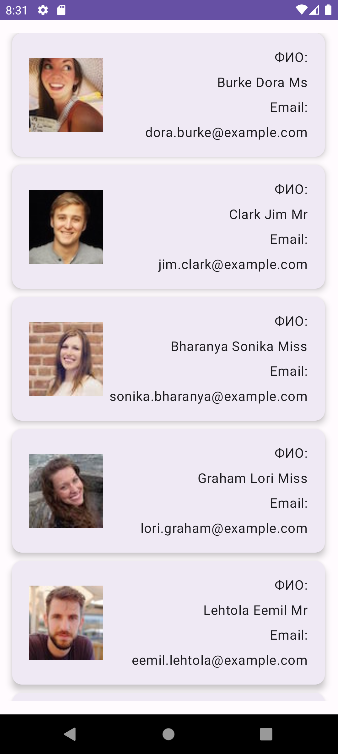 8:31
ФИО:
Burke Dora Ms
Email:
dora.burke@example.com
ФИО:
Clark Jim Mr
Email:
jim.clark@example.com
ФИО:
Bharanya Sonika Miss
Email:
sonika.bharanya@example.com
ФИО:
Graham Lori Miss
Email:
lori.graham@example.com
ФИО:
Lehtola Eemil Mr
Email:
eemil.lehtola@example.com